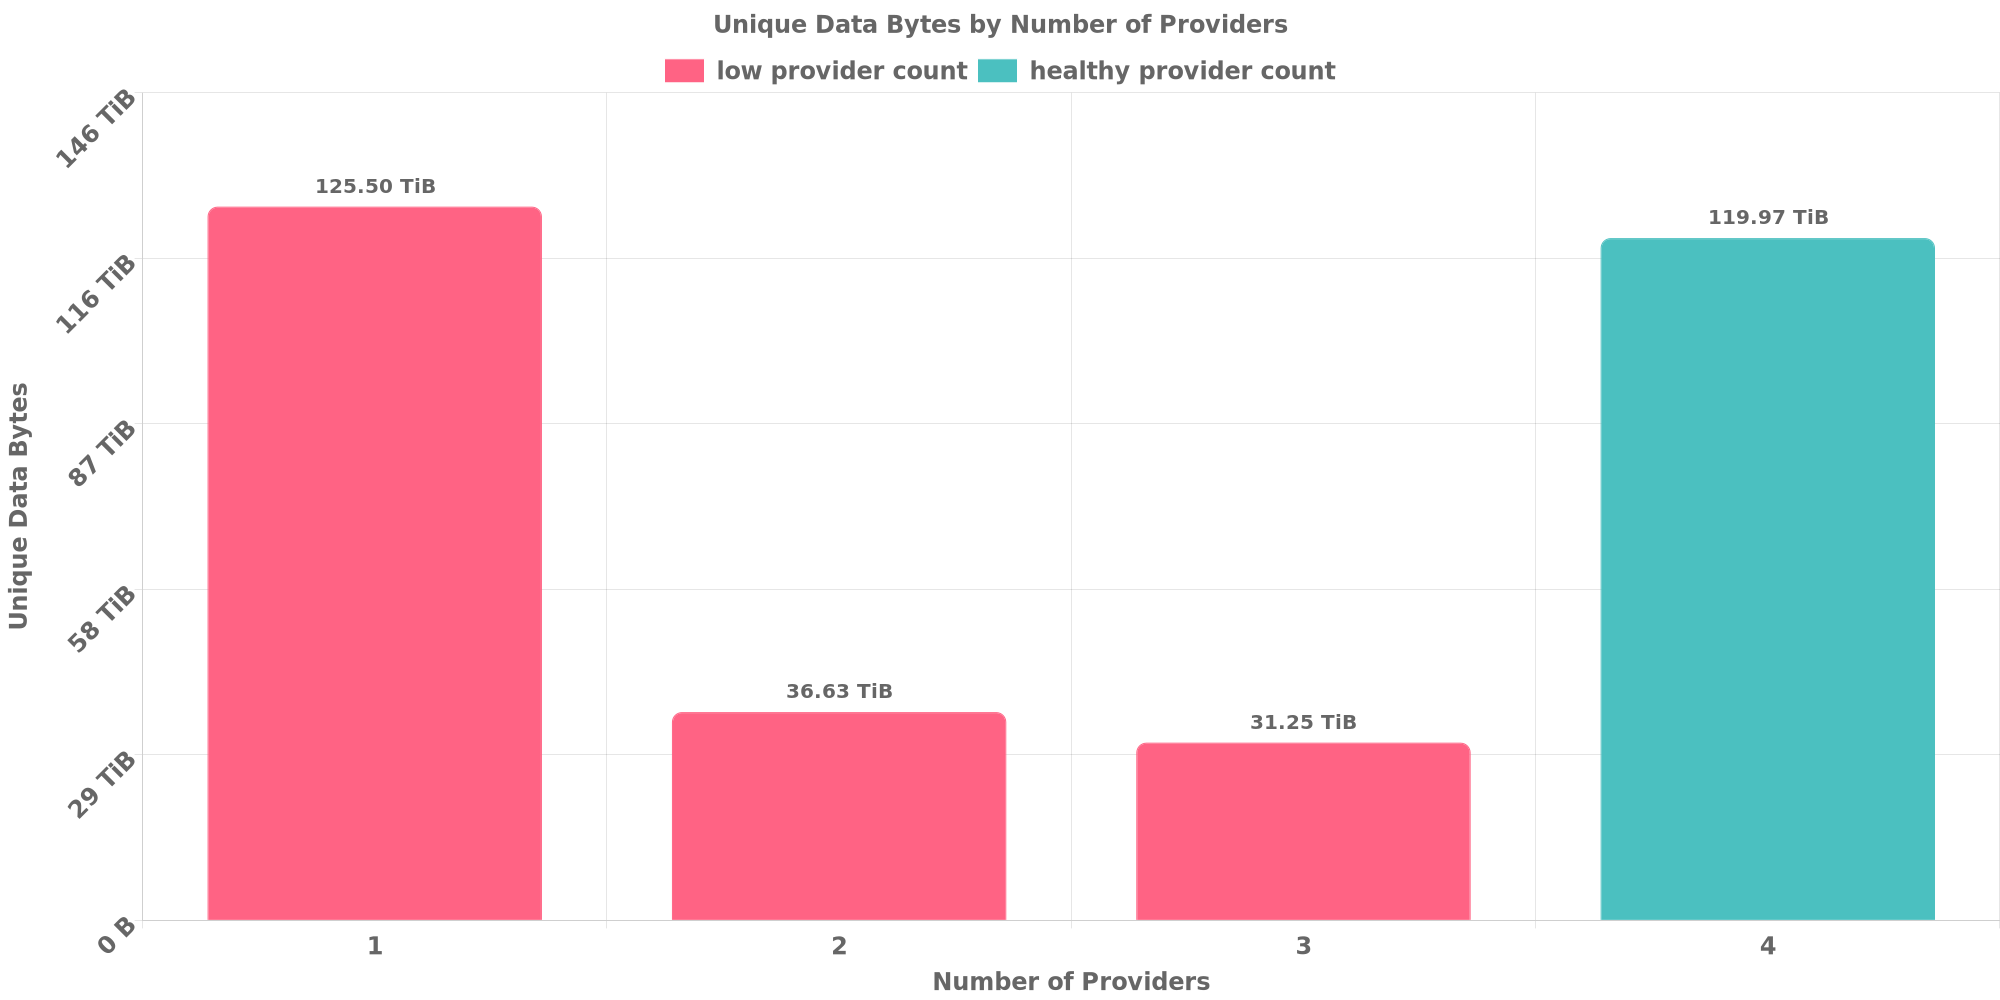 Unique Data Bytes by Number of Providers
low provider count healthy provider count
146 TiB
116 TiB
87 TiB
58 TiB
29 TiB
0 B
Unique Data Bytes
125.50 TiB
36.63 TiB
31.25 TiB
119.97 TiB
1 2 3 4
Number of Providers